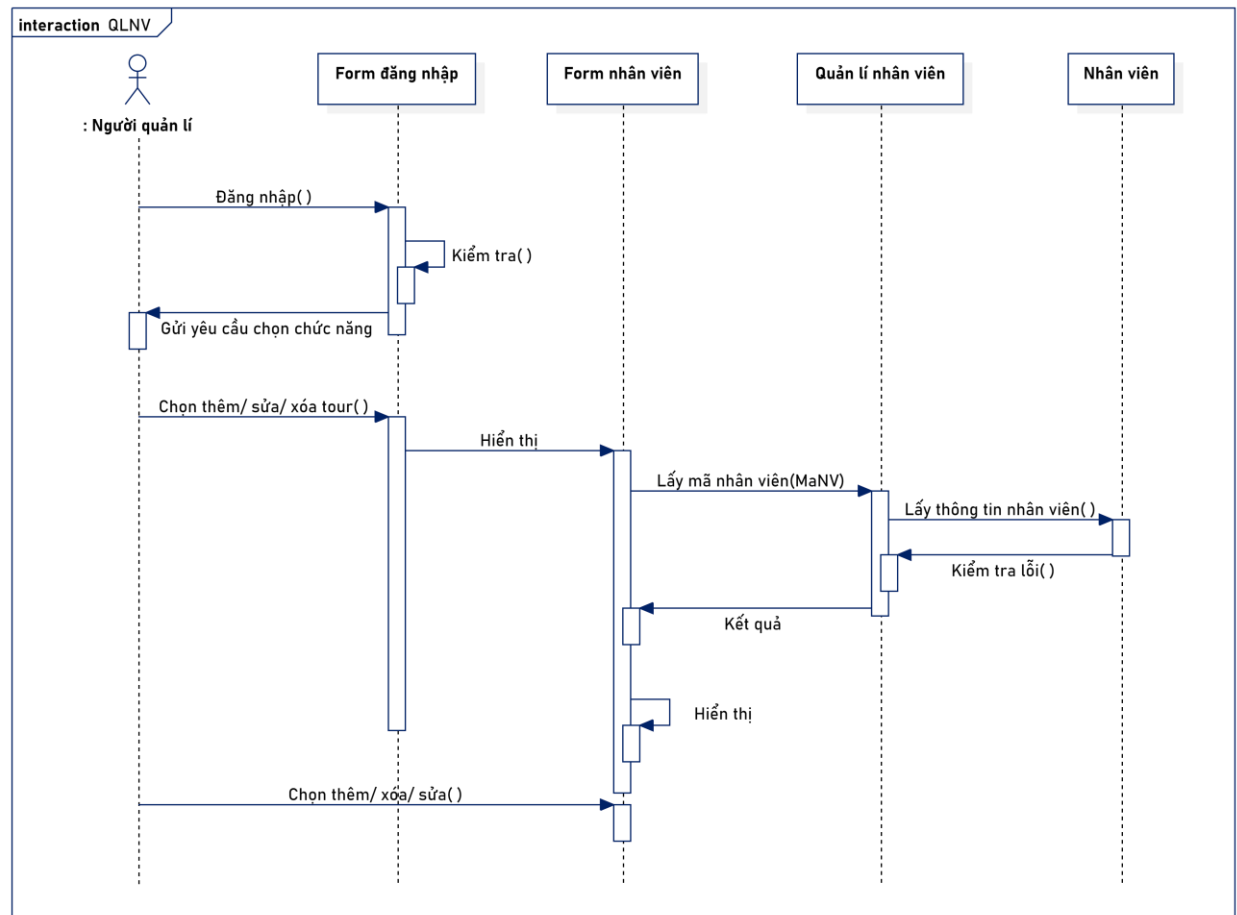 interaction QLNV
Form đăng nhập
Form nhân viên
Quản lí nhân viên
Nhân viên
: Người quản lí
Đăng nhập( )
Kiểm tra( )
Gửi yêu cầu chọn chức năng
Chọn thêm/ sửa/ xóa tour( )
Hiển thị
Lấy mã nhân viên(MaNV)
Lấy thông tin nhân viên( )
Kiểm tra lỗi( )
Kết quả
Hiển thị
Chọn thêm/ xóa/ sửa( )